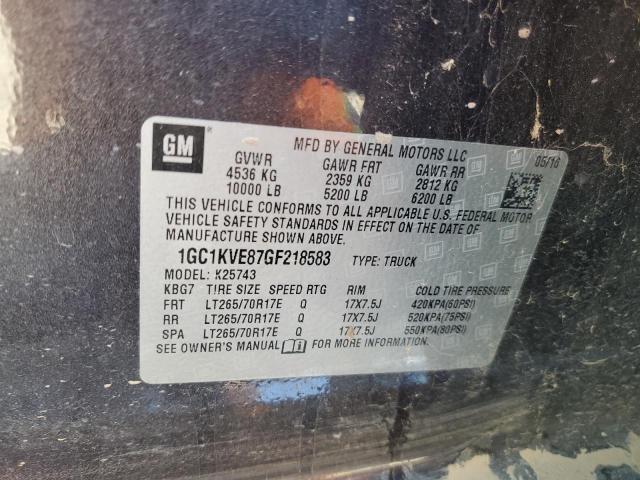 GM
MFD BY GENERAL MOTORS LLC 05/16
GVWR GAWR FRT GAWR RR
4536 KG 2359 KG 2812 KG
10000 LB 5200 LB 6200 LB
THIS VEHICLE CONFORMS TO ALL APPLICABLE U.S. FEDERAL MOTOR
VEHICLE SAFETY STANDARDS IN EFFECT ON THE DATE OF
MANUFACTURE SHOWN ABOVE.
1GC1KVE87GF218583 TYPE: TRUCK
MODEL: K25743
KBG7 TIRE SIZE SPEED RTG RIM COLD TIRE PRESSURE
FRT LT265/70R17E Q 17X7.5J 420KPA(60PSI)
RR LT265/70R17E Q 17X7.5J 520KPA(75PSI)
SPA LT265/70R17E Q 17X7.5J 550KPA(80PSI)
SEE OWNER'S MANUAL FOR MORE INFORMATION.